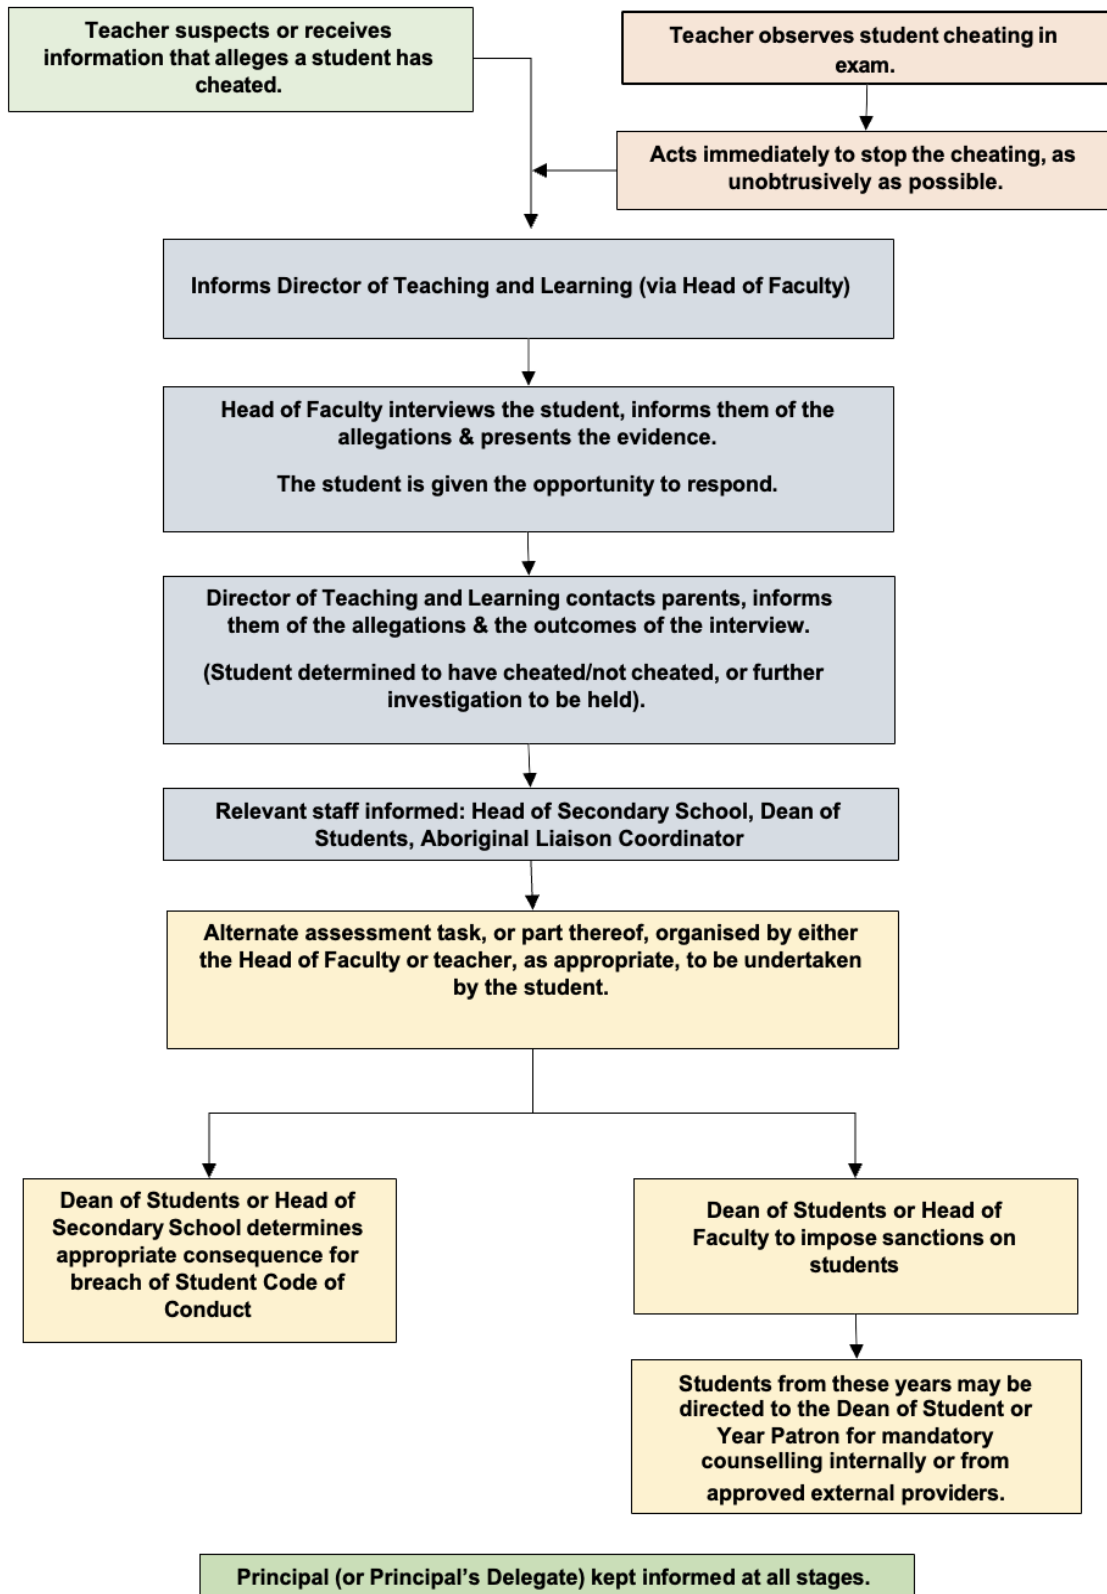 Teacher suspects or receives
information that alleges a student has
cheated.
Teacher observes student cheating in
exam.
Acts immediately to stop the cheating, as
unobtrusively as possible.
Informs Director of Teaching and Learning (via Head of Faculty)
Head of Faculty interviews the student, informs them of the
allegations & presents the evidence.
The student is given the opportunity to respond.
Director of Teaching and Learning contacts parents, informs
them of the allegations & the outcomes of the interview.
(Student determined to have cheated/not cheated, or further
investigation to be held).
Relevant staff informed: Head of Secondary School, Dean of
Students, Aboriginal Liaison Coordinator
Alternate assessment task, or part thereof, organised by either
the Head of Faculty or teacher, as appropriate, to be undertaken
by the student.
Dean of Students or Head of
Secondary School determines
appropriate consequence for
breach of Student Code of
Conduct
Dean of Students or Head of
Faculty to impose sanctions on
students
Students from these years may be
directed to the Dean of Student or
Year Patron for mandatory
counselling internally or from
approved external providers.
Principal (or Principal's Delegate) kept informed at all stages.